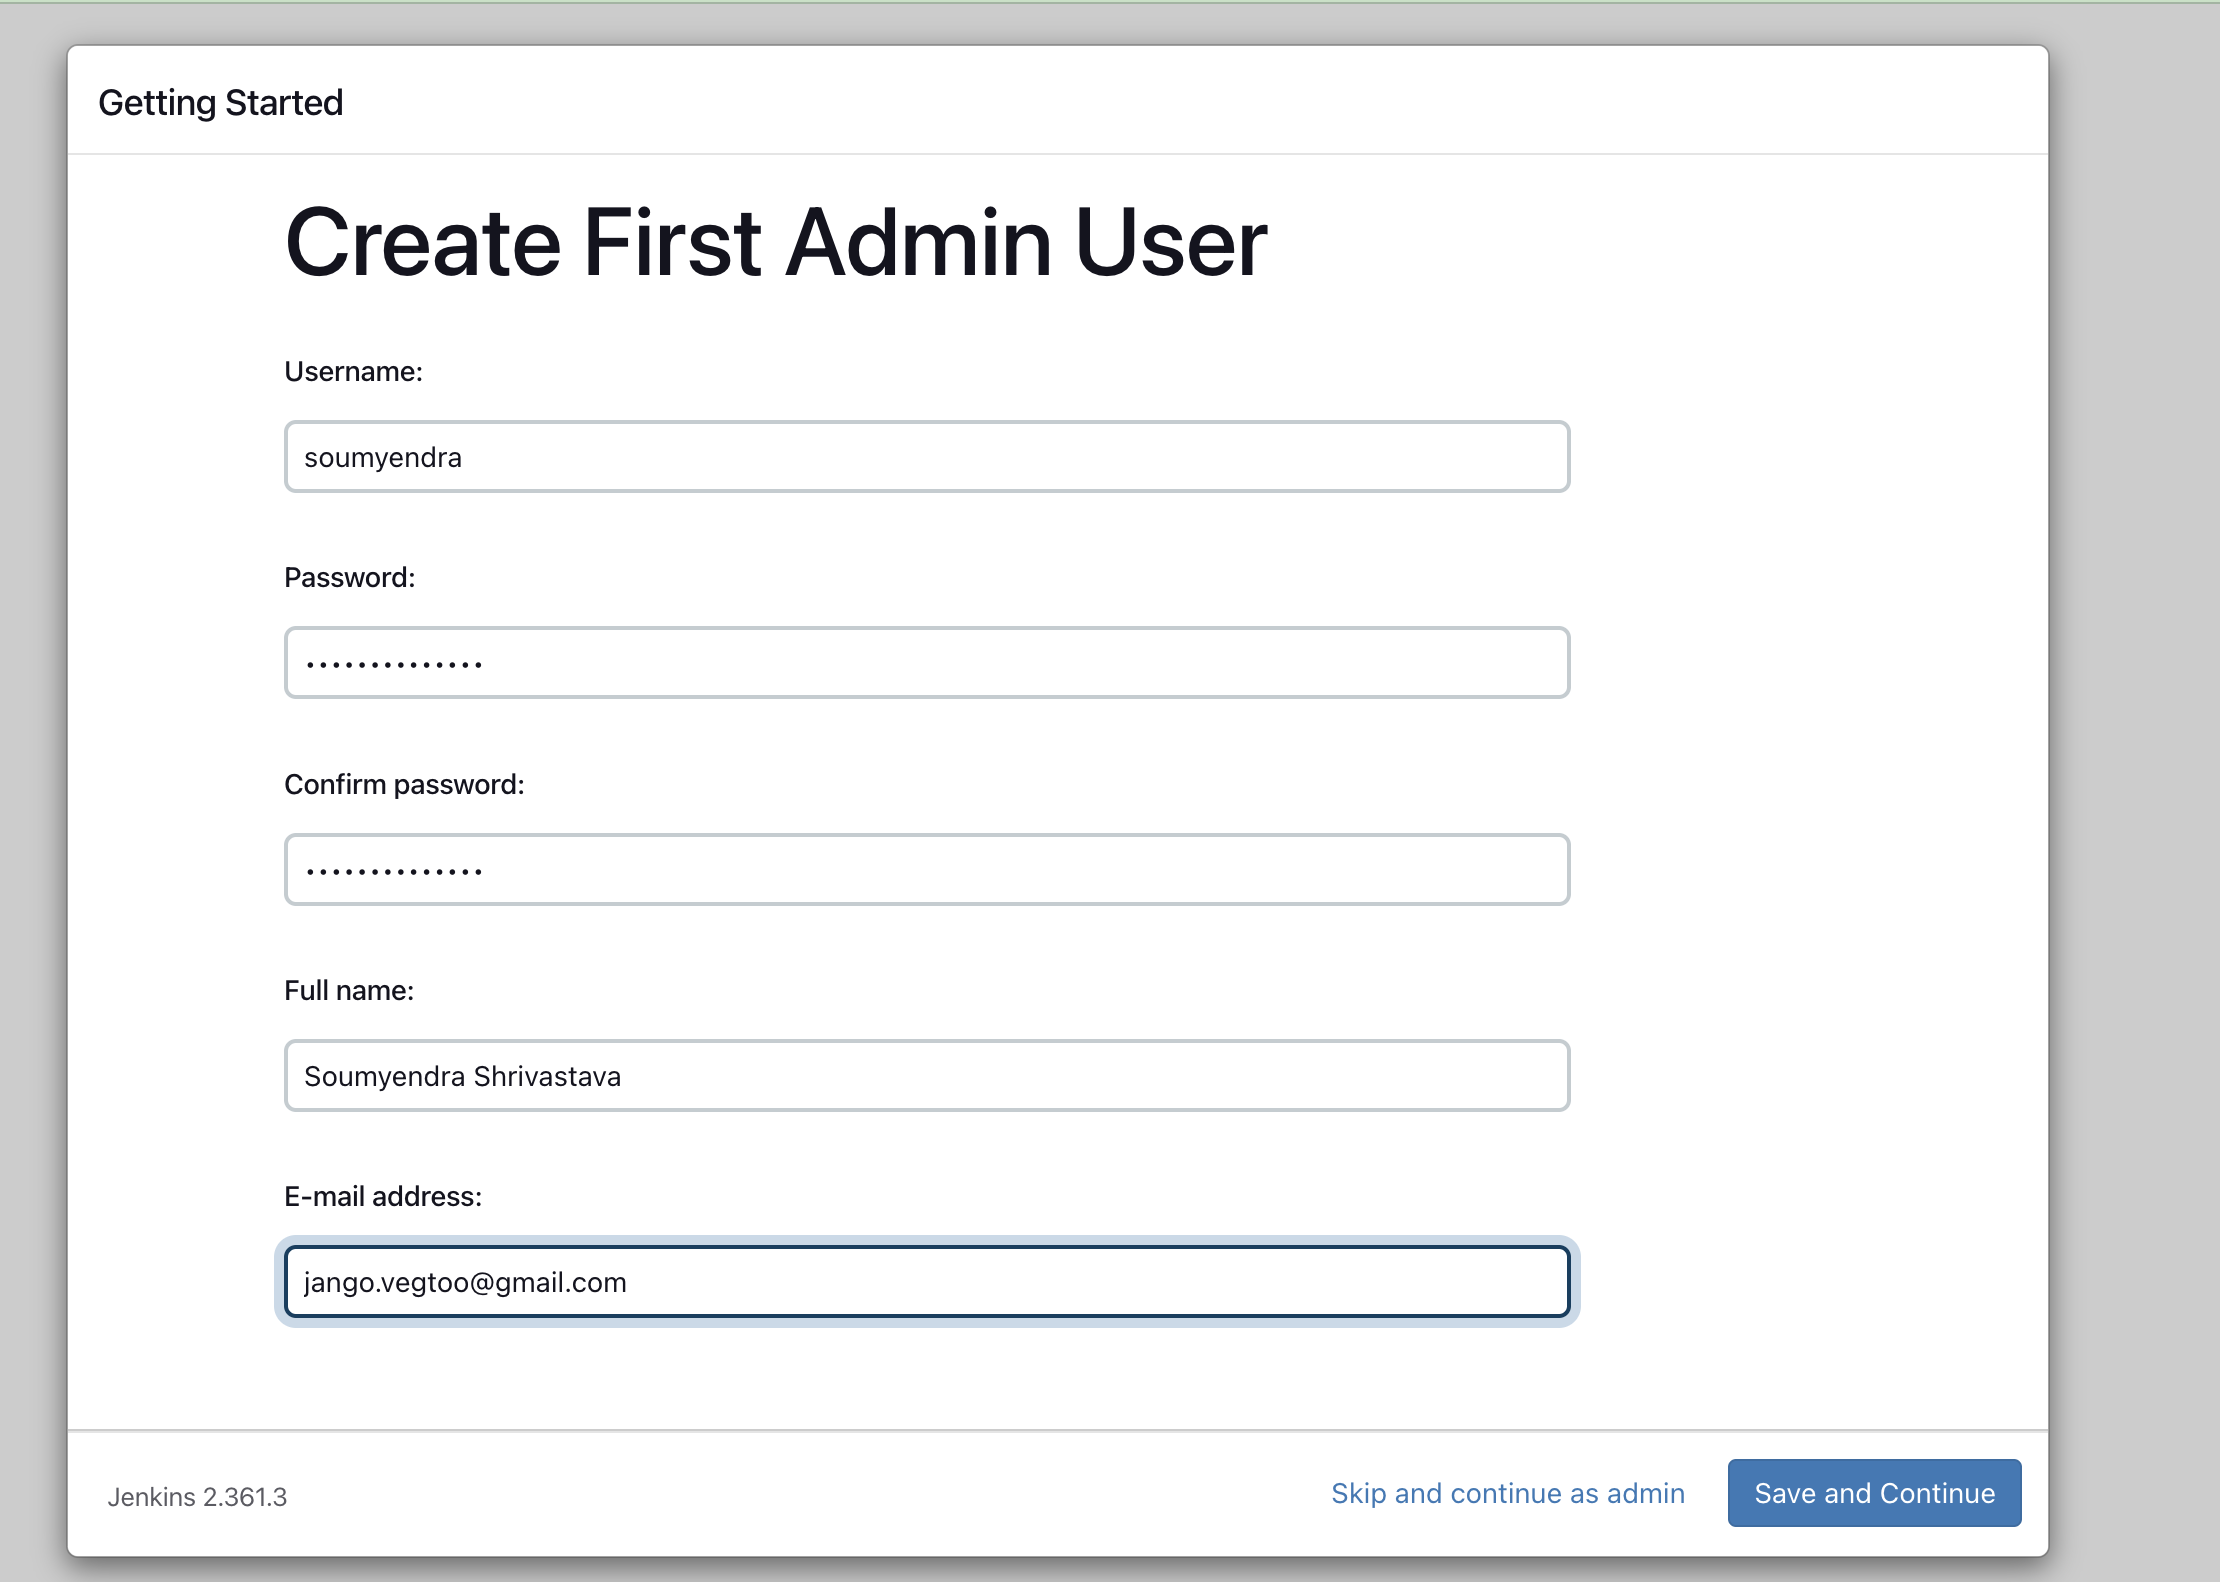 Getting Started
Create First Admin User
Username:
soumyendra
Password:
••••••••••••••
Confirm password:
••••••••••••••
Full name:
Soumyendra Shrivastava
E-mail address:
jango.vegtoo@gmail.com
Jenkins 2.361.3
Skip and continue as admin
Save and Continue